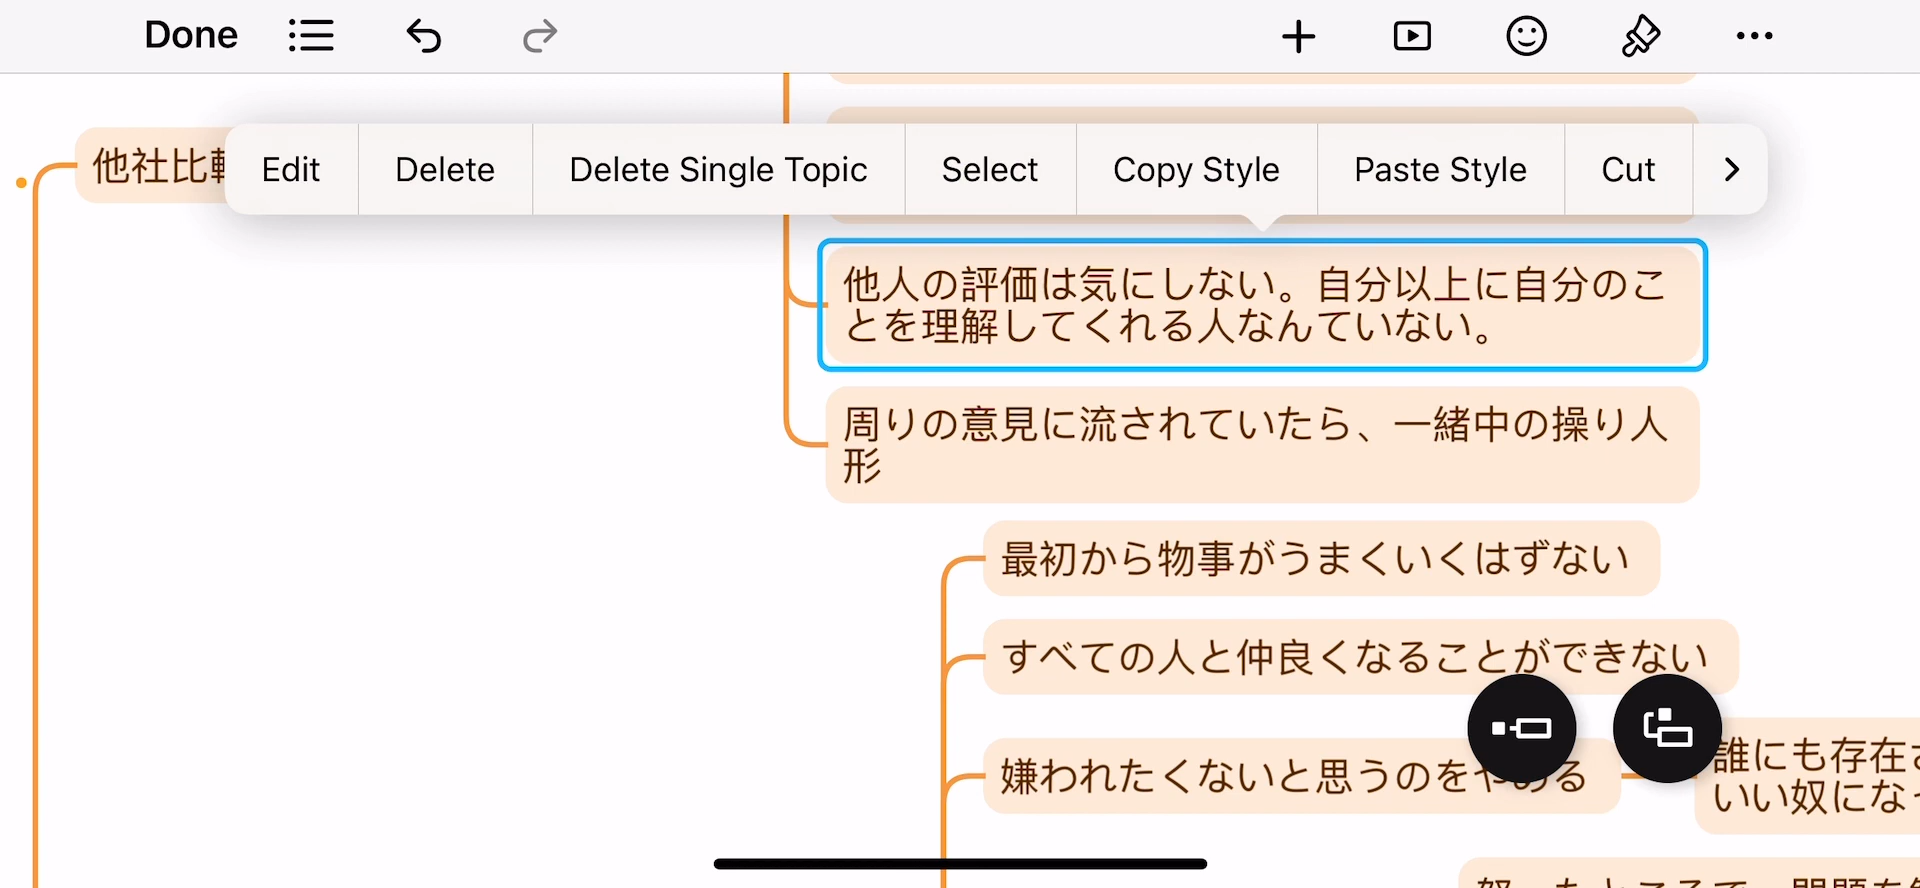 Done
他社比
Edit
Delete
Delete Single Topic
Select
Copy Style
Paste Style
Cut
他人の評価は気にしない。自分以上に自分のこ
とを理解してくれる人なんていない。
周りの意見に流されていたら、一緒中の操り人
形
最初から物事がうまくいくはずない
すべての人と仲良くなることができない
嫌われたくないと思うのをやめる
誰にも存在
いい奴にな